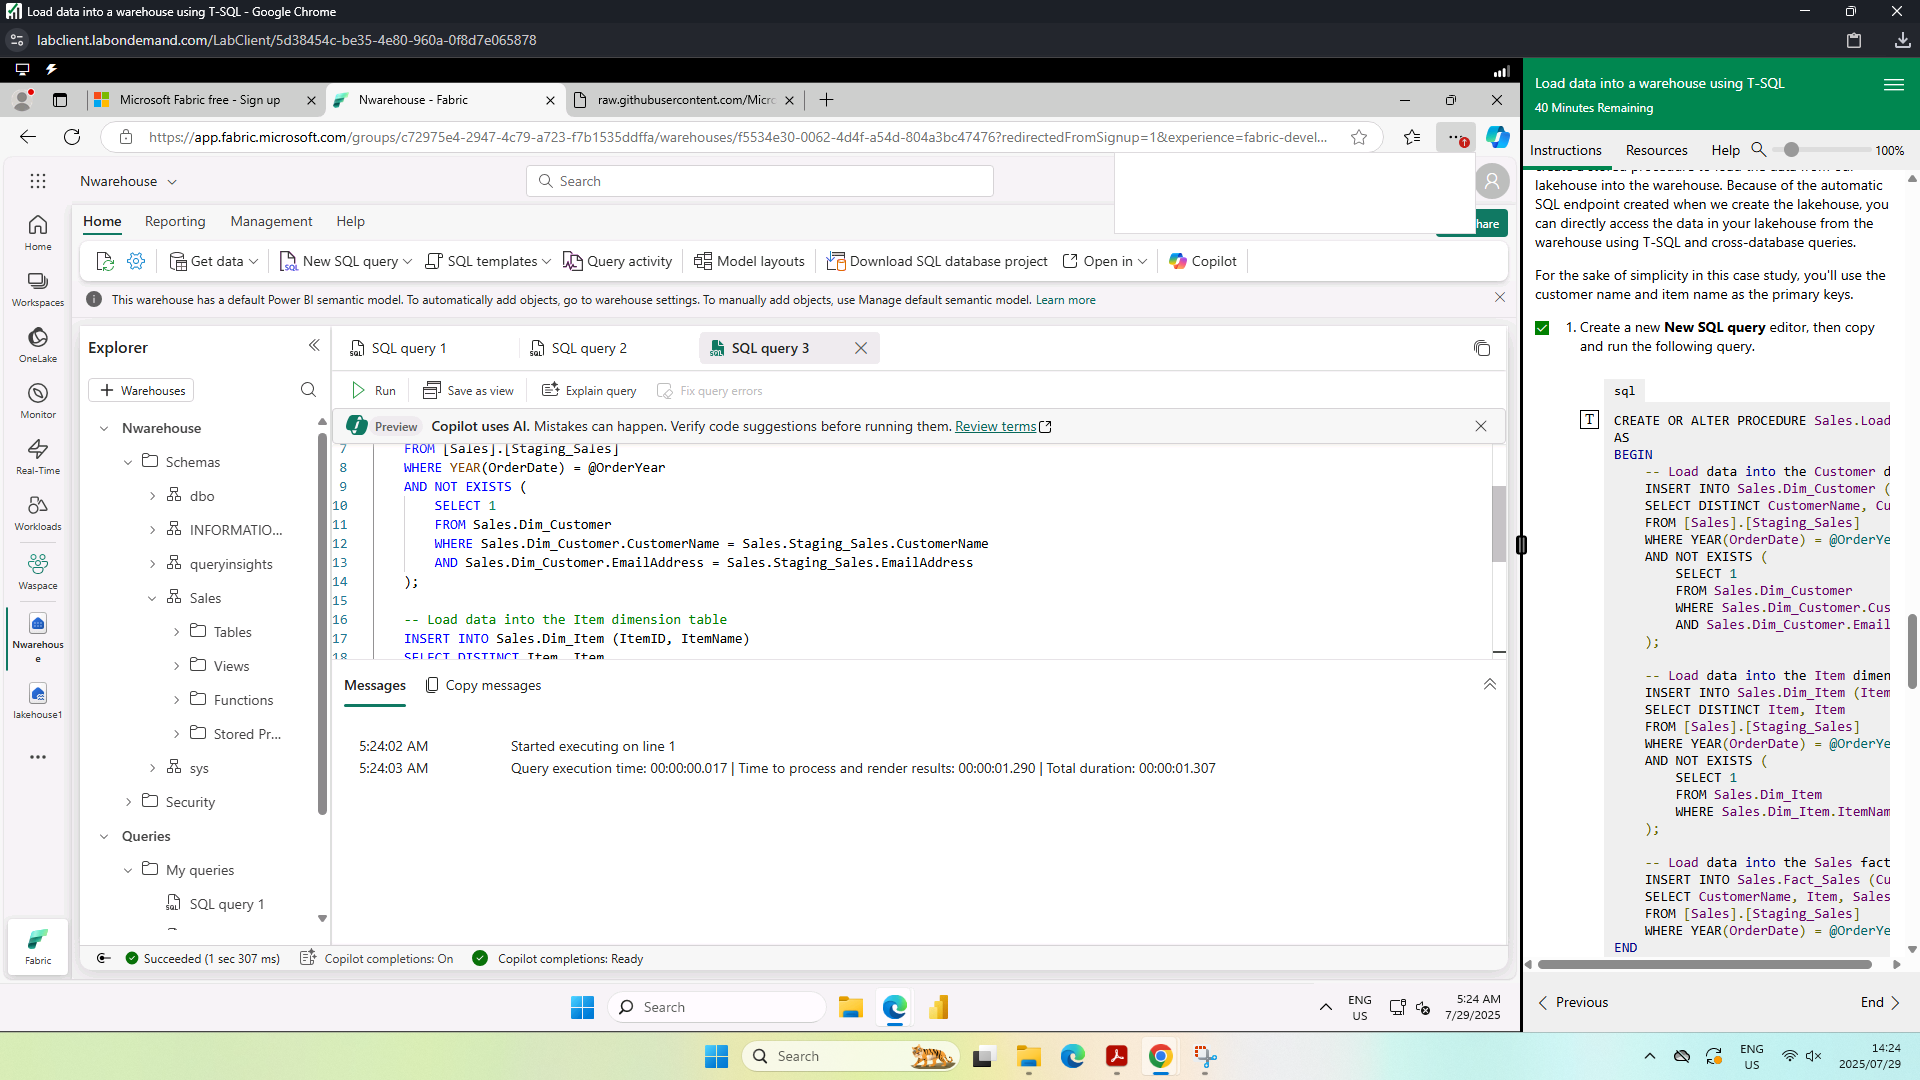 Load data into a warehouse using T-SQL - Google Chrome
labclient.labondemand.com/LabClient/5d38454c-be35-4e80-960a-0f8d7e065878
Microsoft Fabric free - Sign up
Nwarehouse - Fabric
raw.githubusercontent.com/Micr
https://app.fabric.microsoft.com/groups/c72975e4-2947-4c79-a723-f7b1535ddffa/warehouses/f5534e30-0062-4d4f-a54d-804a3bc47476?redirectedFromSignup=1&experience=fabric-devel...
Nwarehouse
Search
Home
Reporting
Management
Help
hare
Get data
New SQL query
SQL templates
Query activity
Model layouts
Download SQL database project
Open in
Copilot
This warehouse has a default Power BI semantic model. To automatically add objects, go to warehouse settings. To manually add objects, use Manage default semantic model. Learn more
Home
Workspaces
OneLake
Monitor
Real-Time
Workloads
Waspace
Nwarehous
e
lakehouse1
Fabric
Explorer
+ Warehouses
Nwarehouse
Schemas
dbo
INFORMATIO...
queryinsights
Sales
Tables
Views
Functions
Stored Pr...
sys
Security
Queries
My queries
SQL query 1
SQL query 1
SQL query 2
SQL query 3
Run
Save as view
Explain query
Fix query errors
Preview
Copilot uses AI. Mistakes can happen. Verify code suggestions before running them. Review terms
7 FROM [Sales].[Staging_Sales]
8 WHERE YEAR(OrderDate) = @OrderYear
9 AND NOT EXISTS (
10 SELECT 1
11 FROM Sales.Dim_Customer
12 WHERE Sales.Dim_Customer.CustomerName = Sales.Staging_Sales.CustomerName
13 AND Sales.Dim_Customer.EmailAddress = Sales.Staging_Sales.EmailAddress
14 );
15
16 -- Load data into the Item dimension table
17 INSERT INTO Sales.Dim_Item (ItemID, ItemName)
18 SELECT DISTINCT Item, Item
Messages
Copy messages
5:24:02 AM Started executing on line 1
5:24:03 AM Query execution time: 00:00:00.017 | Time to process and render results: 00:00:01.290 | Total duration: 00:00:01.307
Succeeded (1 sec 307 ms)
Copilot completions: On
Copilot completions: Ready
Search
ENG
US
5:24 AM
7/29/2025
Load data into a warehouse using T-SQL
40 Minutes Remaining
Instructions
Resources
Help
100%
create a stored procedure to load the data from our
lakehouse into the warehouse. Because of the automatic
SQL endpoint created when we create the lakehouse, you
can directly access the data in your lakehouse from the
warehouse using T-SQL and cross-database queries.
For the sake of simplicity in this case study, you'll use the
customer name and item name as the primary keys.
1. Create a new New SQL query editor, then copy
and run the following query.
sql
T
CREATE OR ALTER PROCEDURE Sales.Load
AS
BEGIN
-- Load data into the Customer d
INSERT INTO Sales.Dim_Customer (
SELECT DISTINCT CustomerName, Cu
FROM [Sales].[Staging_Sales]
WHERE YEAR(OrderDate) = @OrderYe
AND NOT EXISTS (
SELECT 1
FROM Sales.Dim_Customer
WHERE Sales.Dim_Customer.Cus
AND Sales.Dim_Customer.Email
);
-- Load data into the Item dimen
INSERT INTO Sales.Dim_Item (Item
SELECT DISTINCT Item, Item
FROM [Sales].[Staging_Sales]
WHERE YEAR(OrderDate) = @OrderYe
AND NOT EXISTS (
SELECT 1
FROM Sales.Dim_Item
WHERE Sales.Dim_Item.ItemNam
);
-- Load data into the Sales fact
INSERT INTO Sales.Fact_Sales (Cu
SELECT CustomerName, Item, Sales
FROM [Sales].[Staging_Sales]
WHERE YEAR(OrderDate) = @OrderYe
END
Previous
End
Search
ENG
US
14:24
2025/07/29